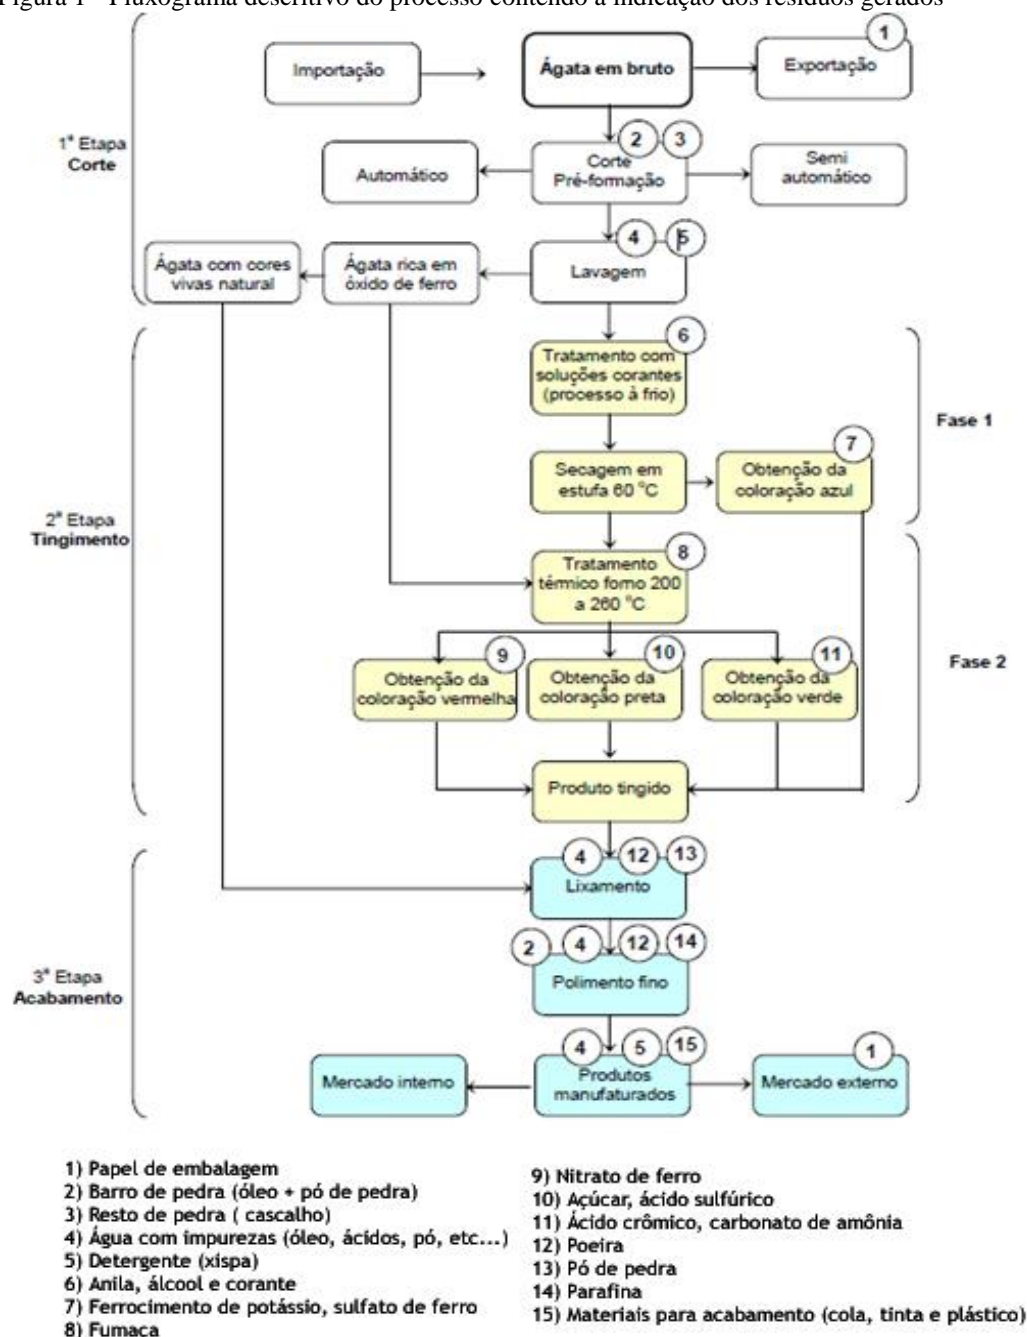 Figura 1 - Fluxograma descritivo do processo contendo a indicação dos resíduos gerados
1
Importação
Ágata em bruto
Exportação
1ª Etapa
Corte
2
3
Automático
Corte
Pré-formação
Semi
automático
4
5
Ágata com cores
vivas natural
Ágata rica em
óxido de ferro
Lavagem
6
Tratamento com
soluções corantes
(processo à frio)
Fase 1
7
Secagem em
estufa 60 °C
Obtenção da
coloração azul
2ª Etapa
Tingimento
8
Tratamento
térmico forno 200
a 260 °C
9
10
11
Fase 2
Obtenção da
coloração vermelha
Obtenção da
coloração preta
Obtenção da
coloração verde
Produto tingido
4
12
13
Lixamento
2
4
12
14
Polimento fino
3ª Etapa
Acabamento
4
5
15
1
Mercado interno
Produtos
manufaturados
Mercado externo
1) Papel de embalagem
2) Barro de pedra (óleo + pó de pedra)
3) Resto de pedra ( cascalho)
4) Água com impurezas (óleo, ácidos, pó, etc...)
5) Detergente (xispa)
6) Anila, álcool e corante
7) Ferrocimento de potássio, sulfato de ferro
8) Fumaça
9) Nitrato de ferro
10) Açúcar, ácido sulfúrico
11) Ácido crômico, carbonato de amônia
12) Poeira
13) Pó de pedra
14) Parafina
15) Materiais para acabamento (cola, tinta e plástico)